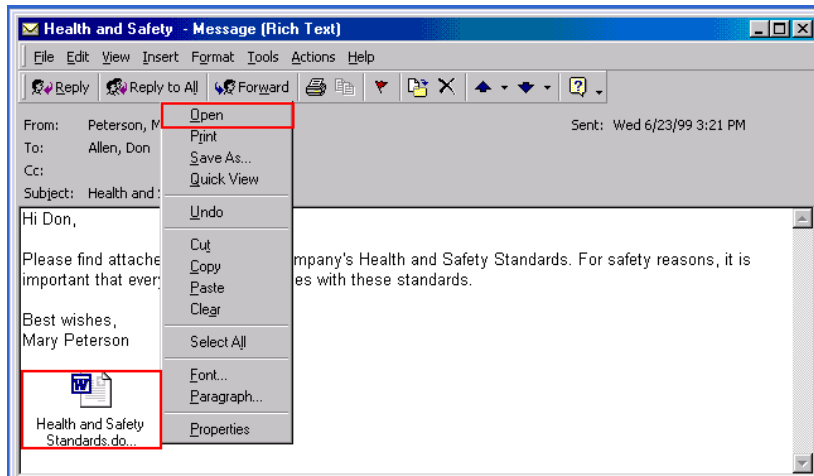 Health and Safety - Message (Rich Text)
File Edit View Insert Format Tools Actions Help
Reply Reply to All Forward
From: Peterson, M
Sent: Wed 6/23/99 3:21 PM
To: Allen, Don
Cc:
Subject: Health and
Open
Print
Save As...
Quick View
Undo
Cut
Copy
Paste
Clear
Select All
Font...
Paragraph...
Properties
Hi Don,
Please find attache mpany's Health and Safety Standards. For safety reasons, it is
important that ever es with these standards.
Best wishes,
Mary Peterson
Health and Safety
Standards.do...